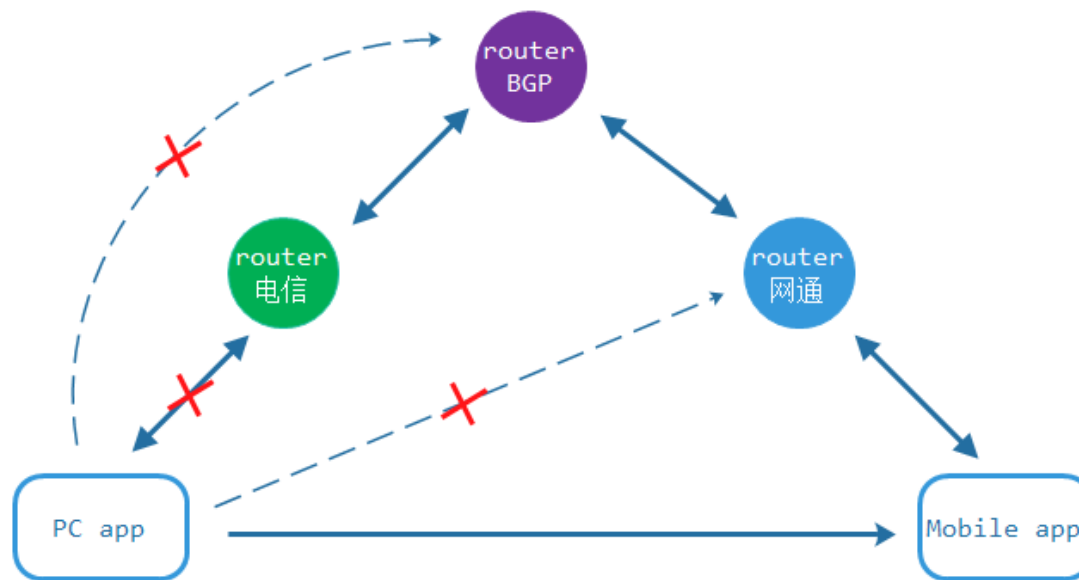 router
BGP
router
电信
router
网通
PC app
Mobile app